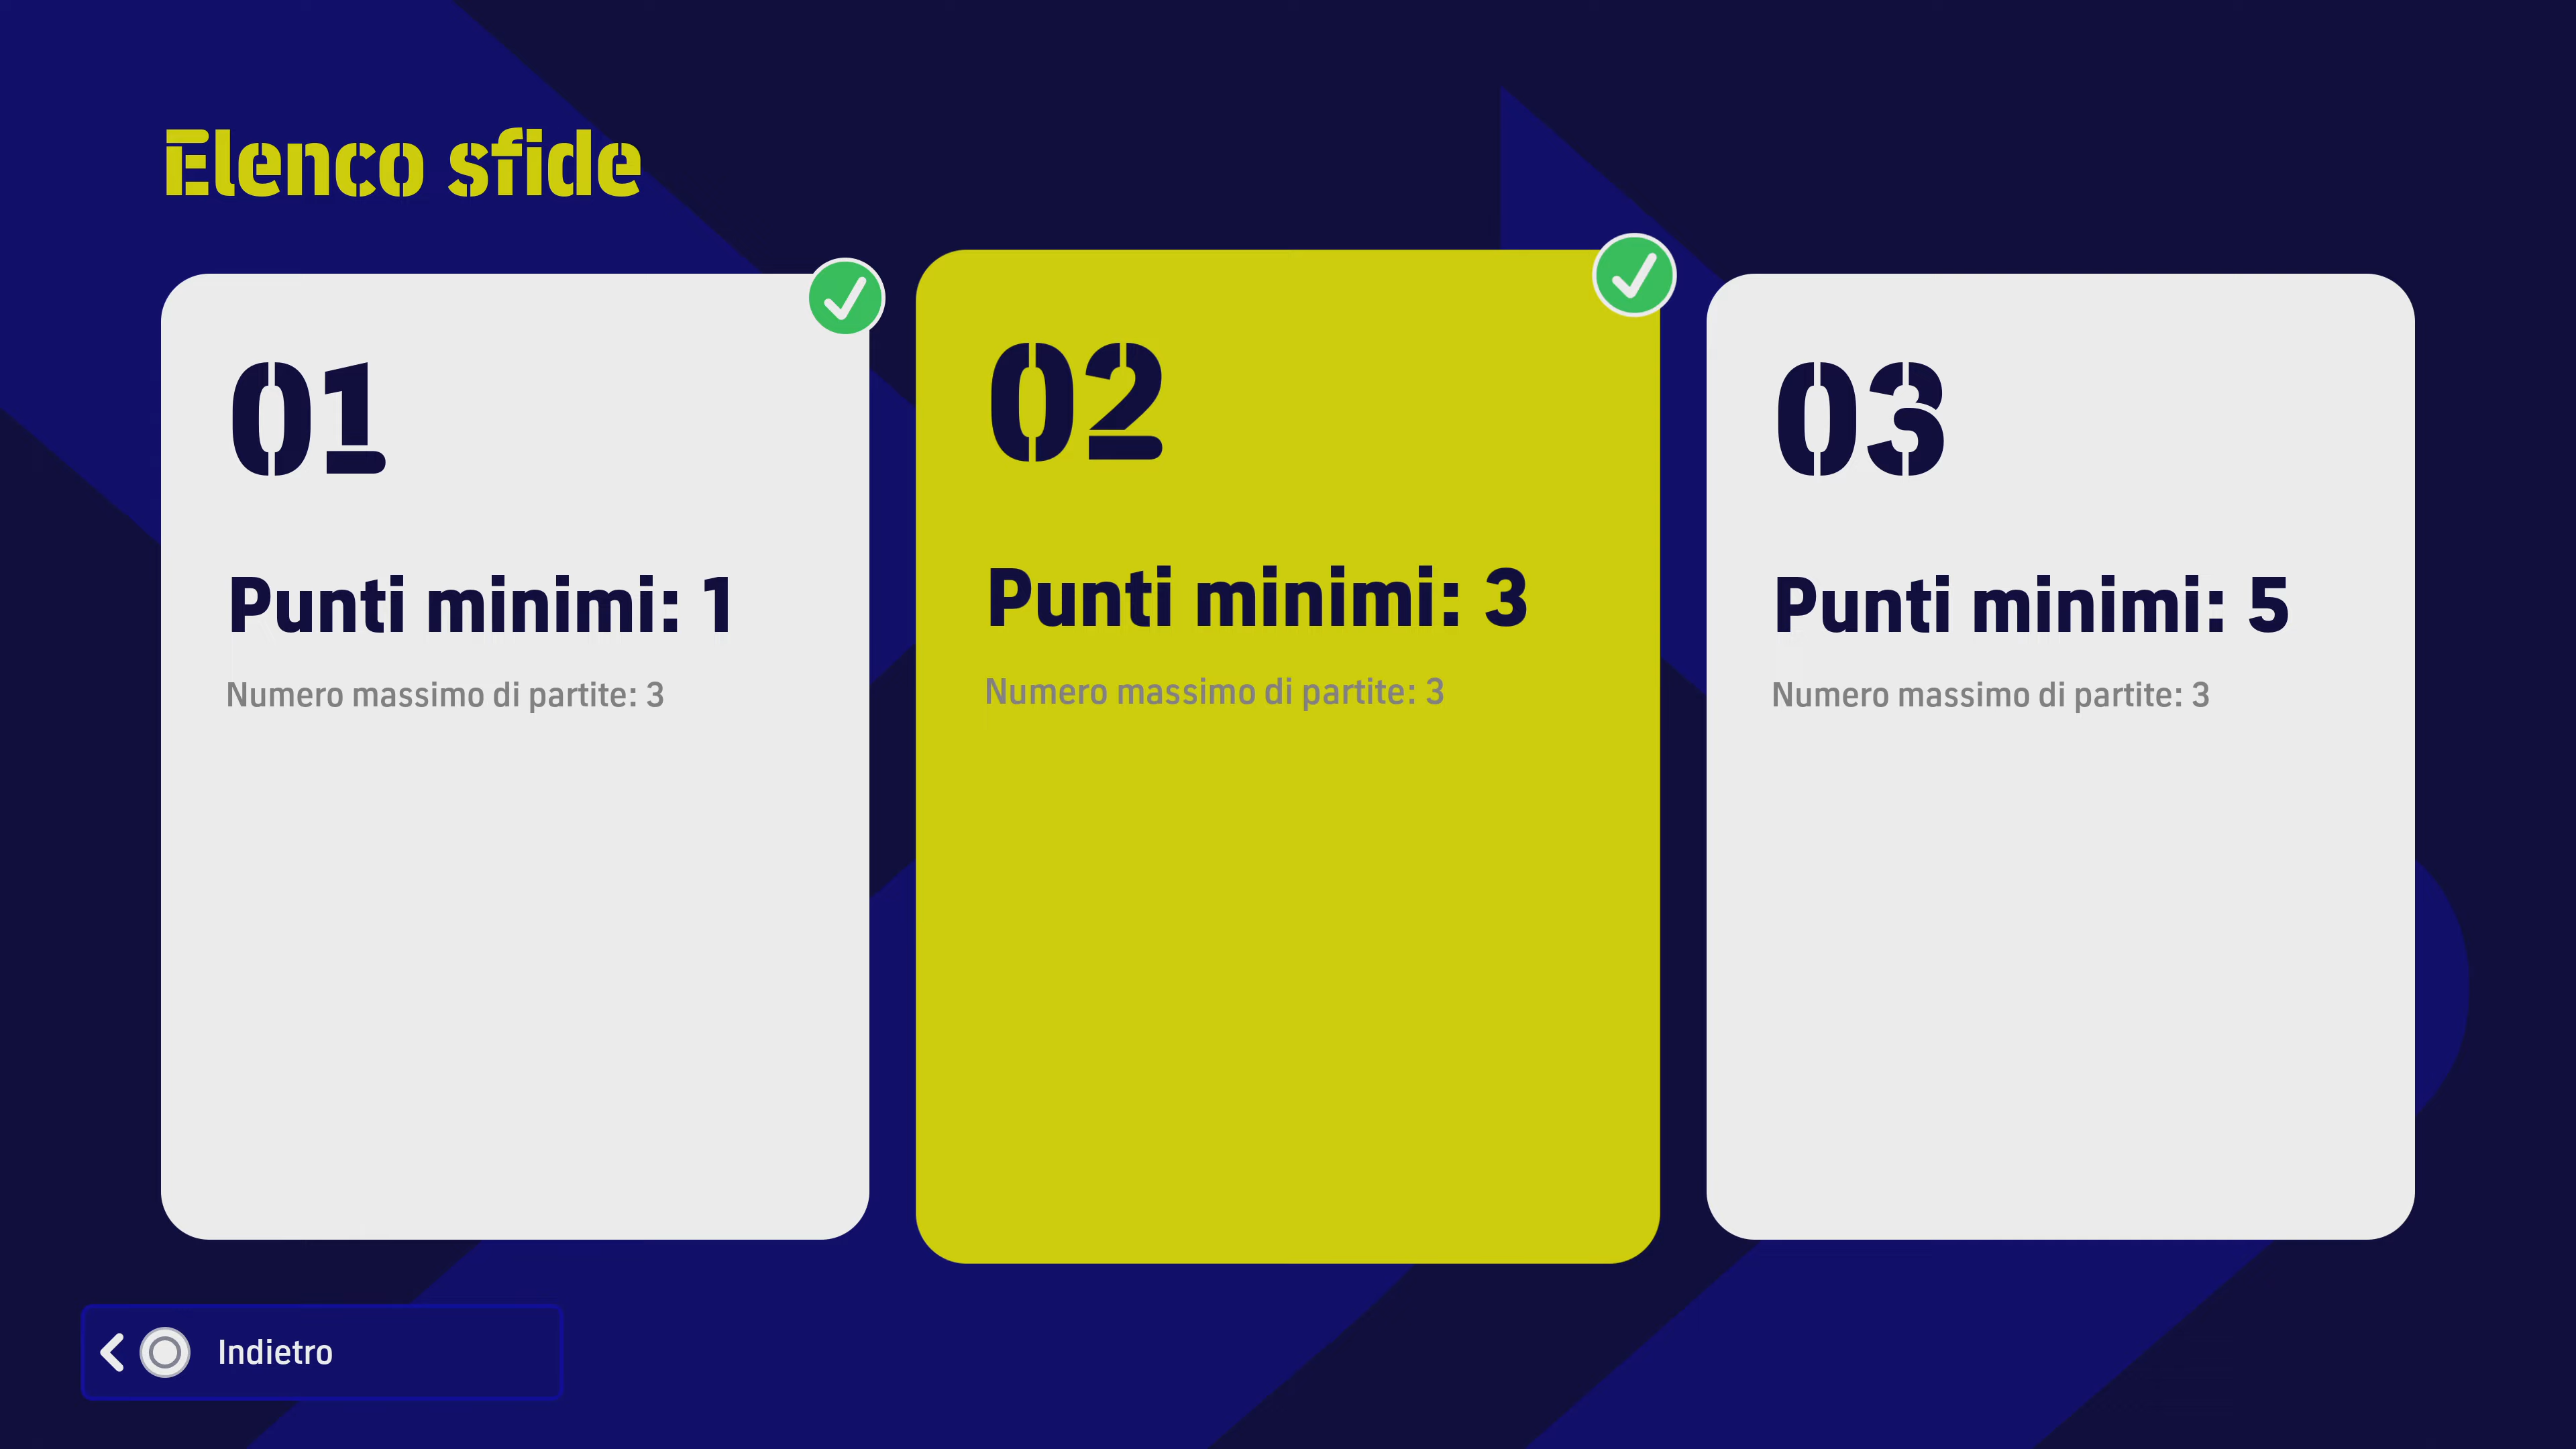 Elenco sfide
01
Punti minimi: 1
Numero massimo di partite: 3
02
Punti minimi: 3
Numero massimo di partite: 3
03
Punti minimi: 5
Numero massimo di partite: 3
Indietro